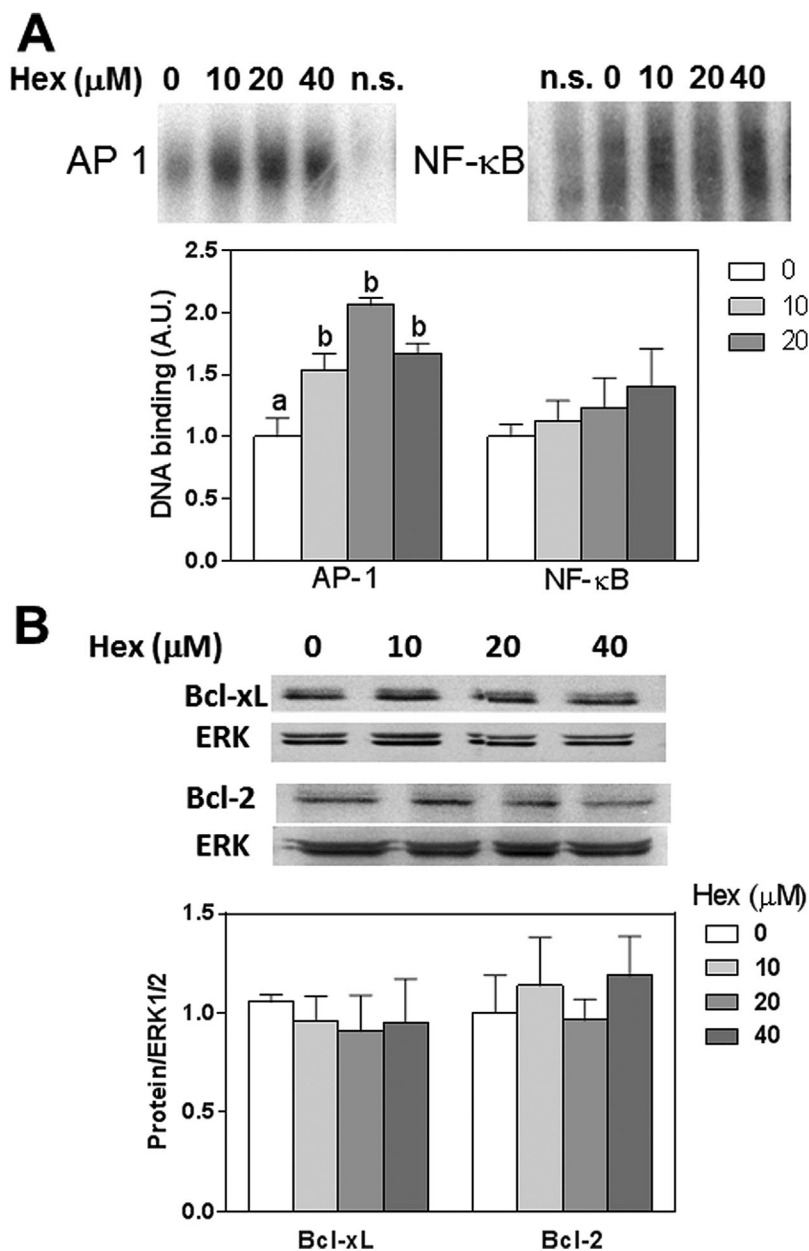 A
Hex (μM) 0 10 20 40 n.s. n.s. 0 10 20 40
AP 1 NF-κB
2.5
2.0
1.5
1.0
0.5
0.0
DNA binding (A.U.)
a b b b
AP-1 NF-κB
0
10
20
B
Hex (μM) 0 10 20 40
Bcl-xL
ERK
Bcl-2
ERK
1.5
1.0
0.5
0.0
Protein/ERK1/2
Bcl-xL Bcl-2
Hex (μM)
0
10
20
40